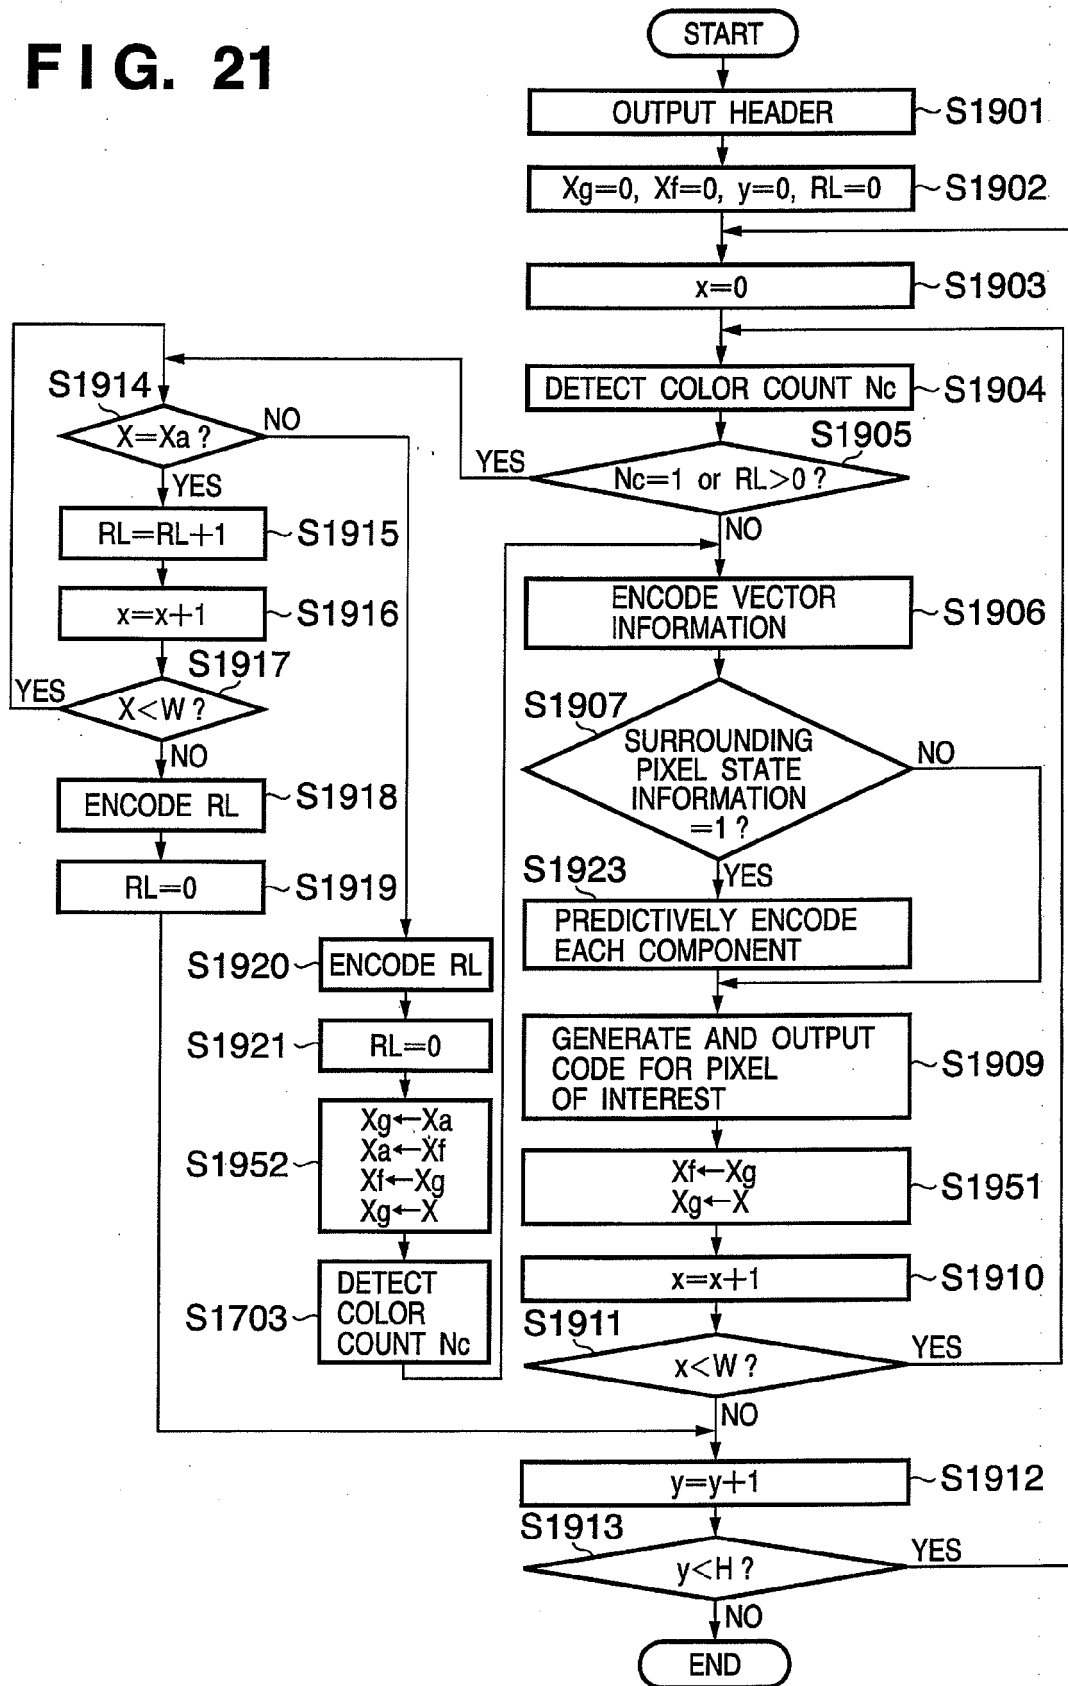 FIG. 21
START
OUTPUT HEADER
S1901
Xg=0, Xf=0, y=0, RL=0
S1902
x=0
S1903
DETECT COLOR COUNT Nc
S1904
S1905
Nc=1 or RL>0 ?
YES
NO
S1914
X=Xa ?
NO
YES
RL=RL+1
S1915
x=x+1
S1916
S1917
X<W ?
YES
NO
ENCODE RL
S1918
RL=0
S1919
S1920
ENCODE RL
S1921
RL=0
S1952
Xg←Xa
Xa←Xf
Xf←Xg
Xg←X
S1703
DETECT
COLOR
COUNT Nc
ENCODE VECTOR
INFORMATION
S1906
S1907
SURROUNDING
PIXEL STATE
INFORMATION
=1 ?
NO
YES
S1923
PREDICTIVELY ENCODE
EACH COMPONENT
GENERATE AND OUTPUT
CODE FOR PIXEL
OF INTEREST
S1909
Xf←Xg
Xg←X
S1951
x=x+1
S1910
S1911
x<W ?
YES
NO
y=y+1
S1912
S1913
y<H ?
YES
NO
END